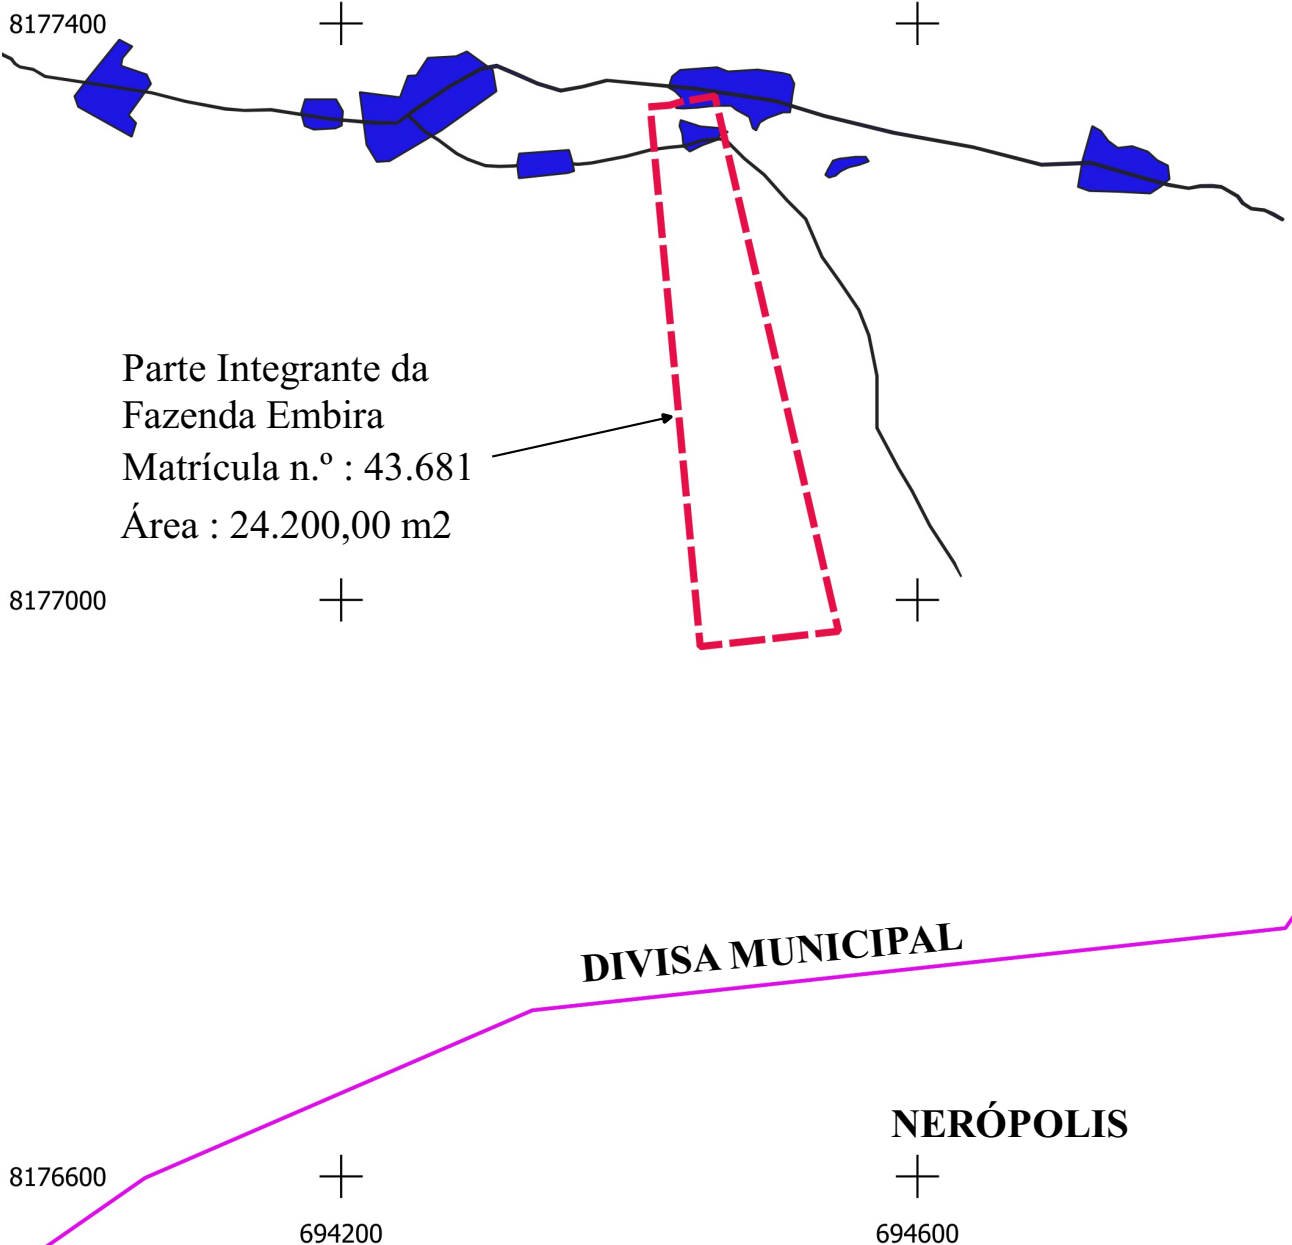 8177400
Parte Integrante da
Fazenda Embira
Matrícula n.º : 43.681
Área : 24.200,00 m2
8177000
DIVISA MUNICIPAL
NERÓPOLIS
8176600
694200
694600